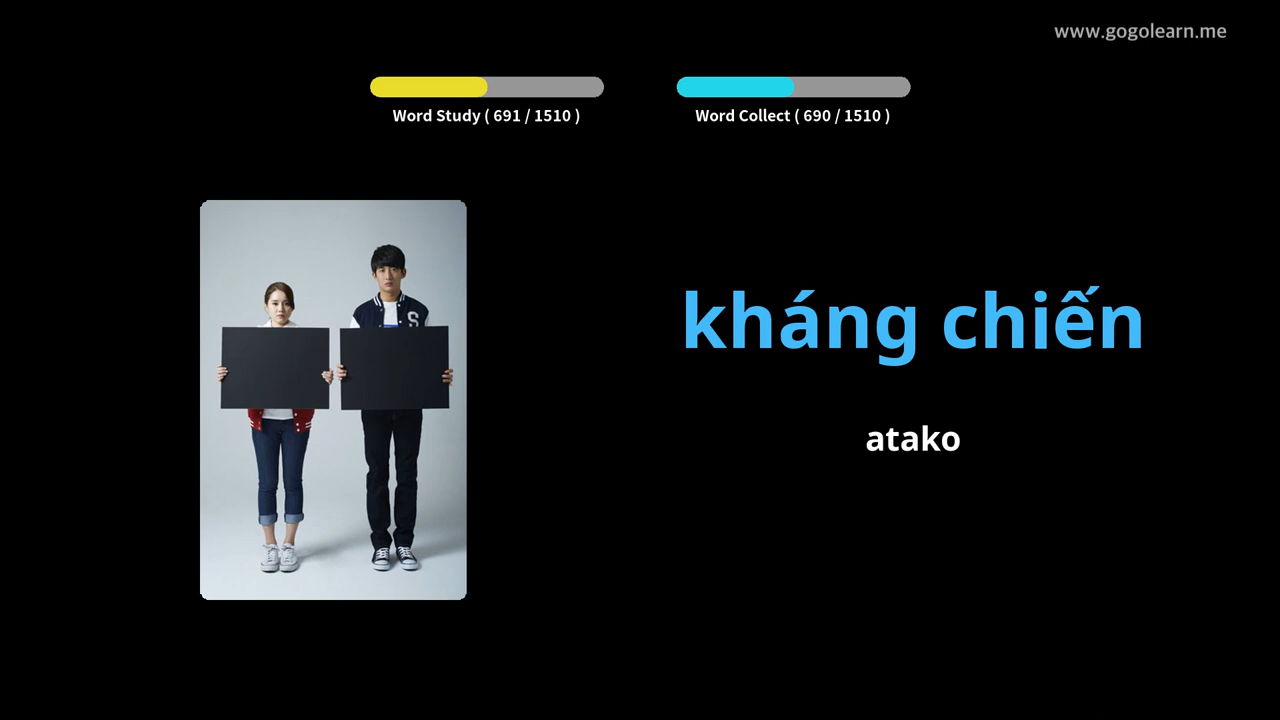 www.gogolearn.me
Word Study ( 691 / 1510 )
Word Collect ( 690 / 1510 )
S
kháng chiến
atako